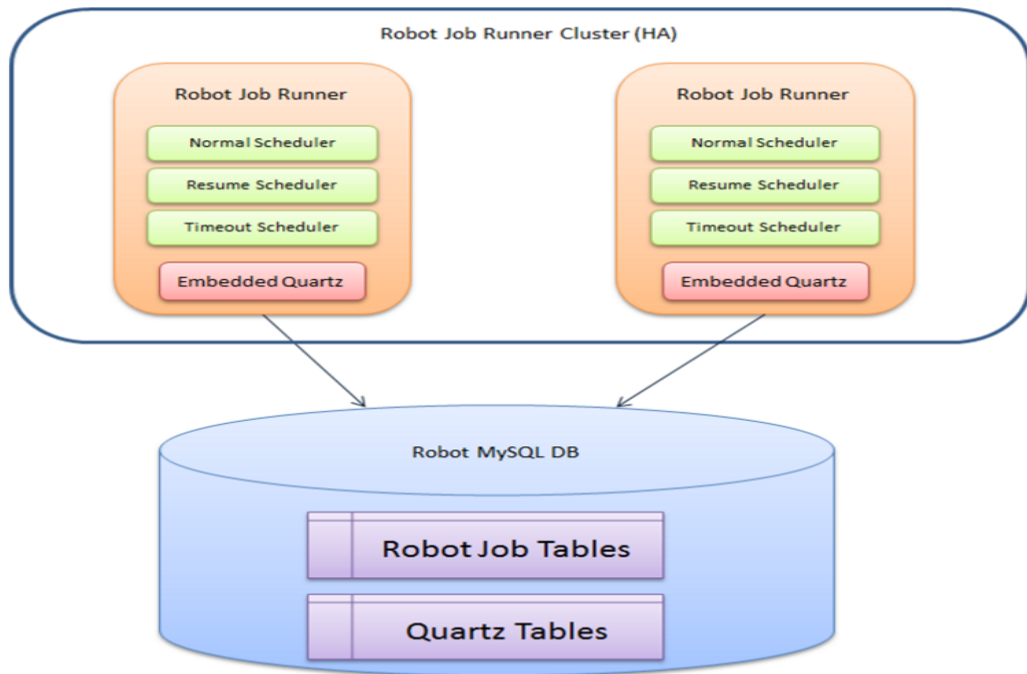 Robot Job Runner Cluster (HA)
Robot Job Runner
Normal Scheduler
Resume Scheduler
Timeout Scheduler
Embedded Quartz
Robot Job Runner
Normal Scheduler
Resume Scheduler
Timeout Scheduler
Embedded Quartz
Robot MySQL DB
Robot Job Tables
Quartz Tables